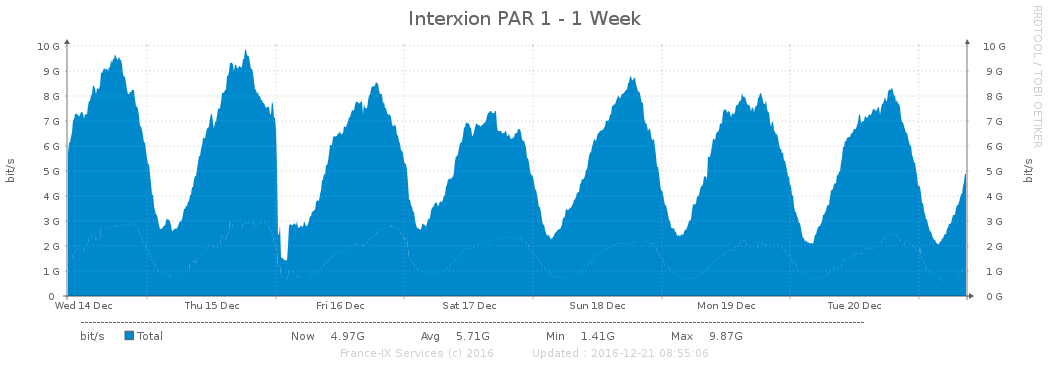 Interxion PAR 1 - 1 Week
RRDTOOL / TOBI OETIKER
bit/s
10 G 10 G
9 G 9 G
8 G 8 G
7 G 7 G
6 G 6 G
5 G 5 G
4 G 4 G
3 G 3 G
2 G 2 G
1 G 1 G
0 0 G
bit/s
Wed 14 Dec Thu 15 Dec Fri 16 Dec Sat 17 Dec Sun 18 Dec Mon 19 Dec Tue 20 Dec
bit/s Total Now 4.97G Avg 5.71G Min 1.41G Max 9.87G
France-IX Services (c) 2016 Updated : 2016-12-21 08:55:06